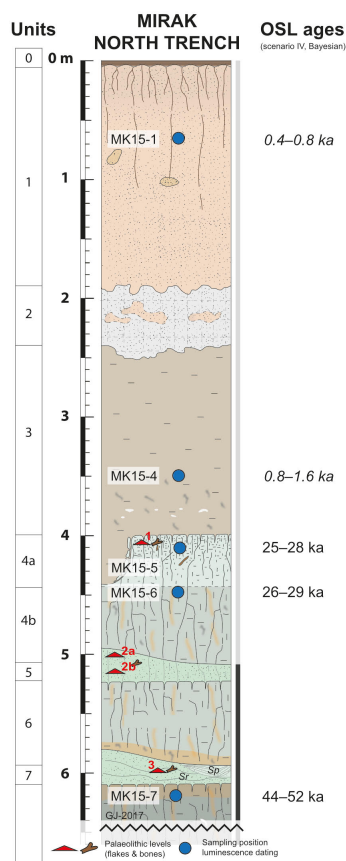 Units
MIRAK
NORTH TRENCH
OSL ages
(scenario IV, Bayesian)
0
0 m
MK15-1
0.4–0.8 ka
1
1
2
2
3
3
MK15-4
0.8–1.6 ka
4
1
4a
25–28 ka
MK15-5
MK15-6
26–29 ka
4b
2a
5
2b
5
6
3
Sp
Sr
7
6
MK15-7
44–52 ka
GJ-2017
Palaeolithic levels
(flakes & bones)
Sampling position
luminescence dating